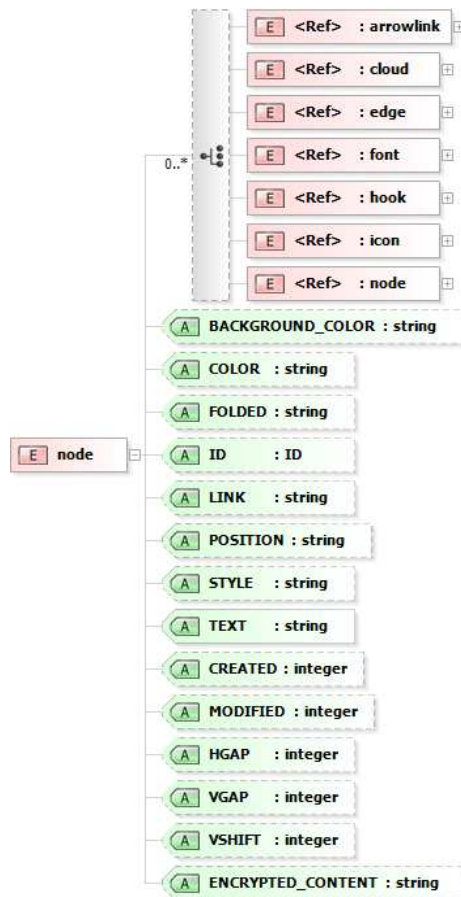 E <Ref> : arrowlink
E <Ref> : cloud
E <Ref> : edge
0..*
E <Ref> : font
E <Ref> : hook
E <Ref> : icon
E <Ref> : node
A BACKGROUND_COLOR : string
A COLOR : string
A FOLDED : string
E node
A ID : ID
A LINK : string
A POSITION : string
A STYLE : string
A TEXT : string
A CREATED : integer
A MODIFIED : integer
A HGAP : integer
A VGAP : integer
A VSHIFT : integer
A ENCRYPTED_CONTENT : string